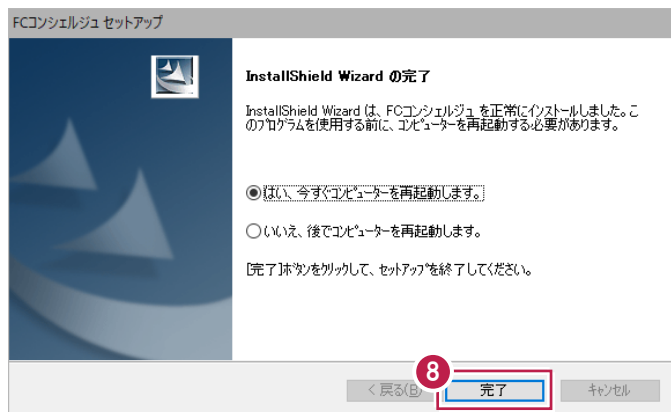 FCコンシェルジュ セットアップ
InstallShield Wizard の完了
InstallShield Wizard は、FCコンシェルジュ を正常にインストールしました。こ
のプログラムを使用する前に、コンピューターを再起動する必要があります。
はい、今すぐコンピューターを再起動します。
いいえ、後でコンピューターを再起動します。
[完了]ボタンをクリックして、セットアップを終了してください。
8
< 戻る(B)
完了
キャンセル